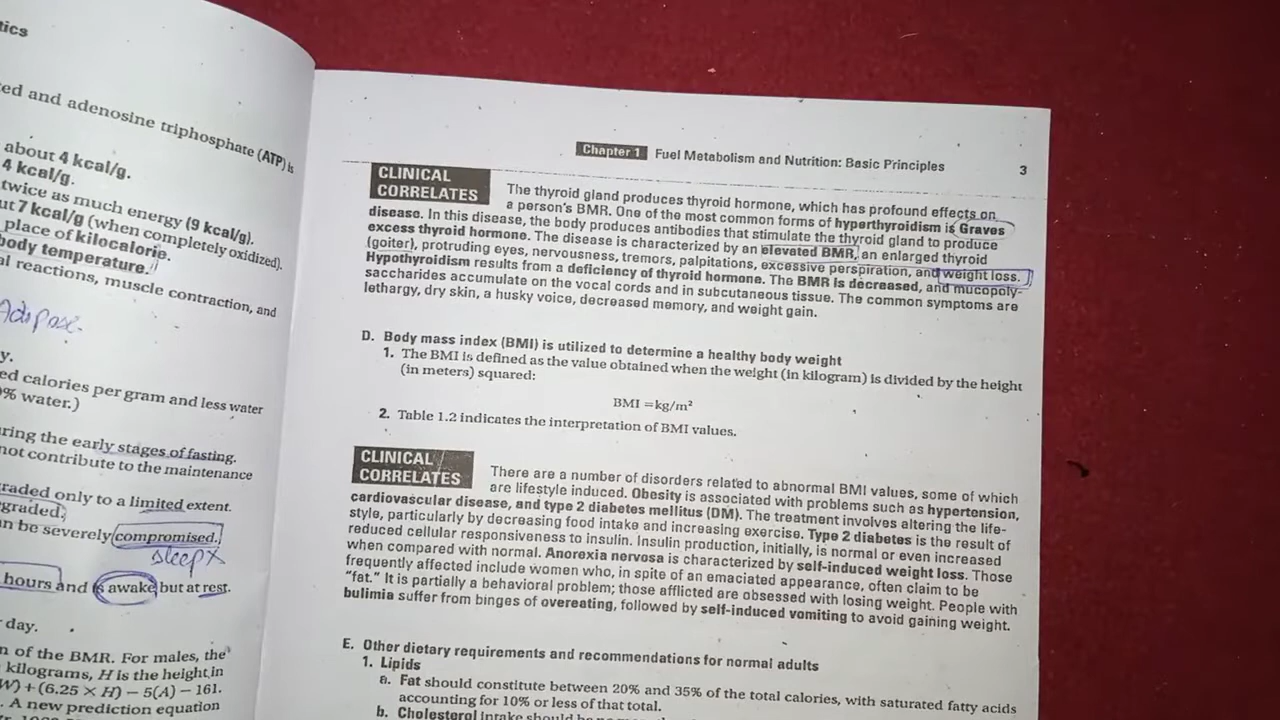 tics
ed and adenosine triphosphate (ATP) is
about 4 kcal/g.
4 kcal/g.
twice as much energy (9 kcal/g).
ut 7 kcal/g (when completely oxidized).
place of kilocalorie.
body temperature.
al reactions, muscle contraction, and
Adipose
y.
ed calories per gram and less water
% water.)
ring the early stages of fasting.
not contribute to the maintenance
raded only to a limited extent.
graded.
n be severely compromised.
sleep X
hours and is awake but at rest.
day.
n of the BMR. For males, the
kilograms, H is the height in
W) + (6.25 × H) − 5(A) − 161.
. A new prediction equation
Chapter 1 Fuel Metabolism and Nutrition: Basic Principles 3
CLINICAL
CORRELATES
The thyroid gland produces thyroid hormone, which has profound effects on
a person's BMR. One of the most common forms of hyperthyroidism is Graves
disease. In this disease, the body produces antibodies that stimulate the thyroid gland to produce
excess thyroid hormone. The disease is characterized by an elevated BMR, an enlarged thyroid
(goiter), protruding eyes, nervousness, tremors, palpitations, excessive perspiration, and weight loss.
Hypothyroidism results from a deficiency of thyroid hormone. The BMR is decreased, and mucopoly-
saccharides accumulate on the vocal cords and in subcutaneous tissue. The common symptoms are
lethargy, dry skin, a husky voice, decreased memory, and weight gain.
D. Body mass index (BMI) is utilized to determine a healthy body weight
1. The BMI is defined as the value obtained when the weight (in kilogram) is divided by the height
(in meters) squared:
BMI = kg/m²
2. Table 1.2 indicates the interpretation of BMI values.
CLINICAL
CORRELATES
There are a number of disorders related to abnormal BMI values, some of which
are lifestyle induced. Obesity is associated with problems such as hypertension,
cardiovascular disease, and type 2 diabetes mellitus (DM). The treatment involves altering the life-
style, particularly by decreasing food intake and increasing exercise. Type 2 diabetes is the result of
reduced cellular responsiveness to insulin. Insulin production, initially, is normal or even increased
when compared with normal. Anorexia nervosa is characterized by self-induced weight loss. Those
frequently affected include women who, in spite of an emaciated appearance, often claim to be
"fat." It is partially a behavioral problem; those afflicted are obsessed with losing weight. People with
bulimia suffer from binges of overeating, followed by self-induced vomiting to avoid gaining weight.
E. Other dietary requirements and recommendations for normal adults
1. Lipids
a. Fat should constitute between 20% and 35% of the total calories, with saturated fatty acids
accounting for 10% or less of that total.
b. Cholesterol intake should be